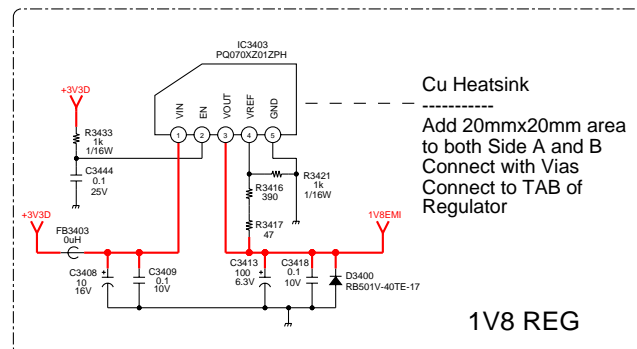 IC3403
PQ070XZ01ZPH
+3V3D
VIN
EN
VOUT
VREF
GND
1
2
3
4
5
R3433
1k
1/16W
C3444
0.1
25V
R3421
1k
1/16W
R3416
390
R3417
47
+3V3D
FB3403
0uH
1V8EMI
C3408
10
16V
+
C3409
0.1
10V
C3413
100
6.3V
+
C3418
0.1
10V
D3400
RB501V-40TE-17
Cu Heatsink
-----------
Add 20mmx20mm area
to both Side A and B
Connect with Vias
Connect to TAB of
Regulator
1V8 REG